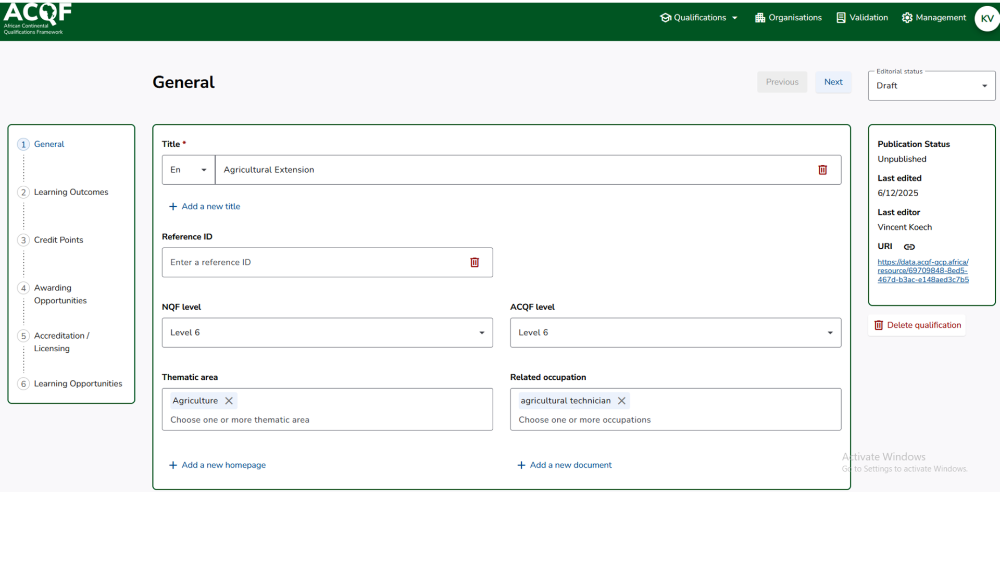 ACQF
African Continental
Qualifications Framework
Qualifications
Organisations
Validation
Management
KV
General
Previous
Next
Editorial status
Draft
1 General
2 Learning Outcomes
3 Credit Points
4 Awarding
Opportunities
5 Accreditation /
Licensing
6 Learning Opportunities
Title *
En
Agricultural Extension
+ Add a new title
Reference ID
Enter a reference ID
NQF level
Level 6
ACQF level
Level 6
Thematic area
Agriculture
Choose one or more thematic area
Related occupation
agricultural technician
Choose one or more occupations
+ Add a new homepage
+ Add a new document
Publication Status
Unpublished
Last edited
6/12/2025
Last editor
Vincent Koech
URI
https://data.acqf-qcp.africa/
resource/69709848-8ed5-
467d-b3ac-e148aed3c7b5
Delete qualification
Activate Windows
Go to Settings to activate Windows.